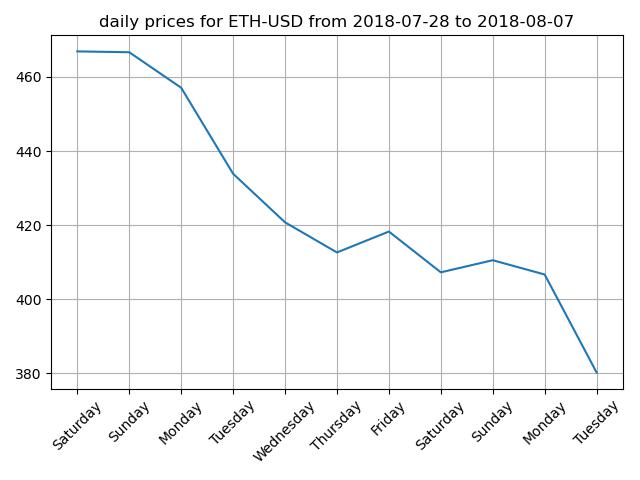 daily prices for ETH-USD from 2018-07-28 to 2018-08-07
460
440
420
400
380
Saturday
Sunday
Monday
Tuesday
Wednesday
Thursday
Friday
Saturday
Sunday
Monday
Tuesday